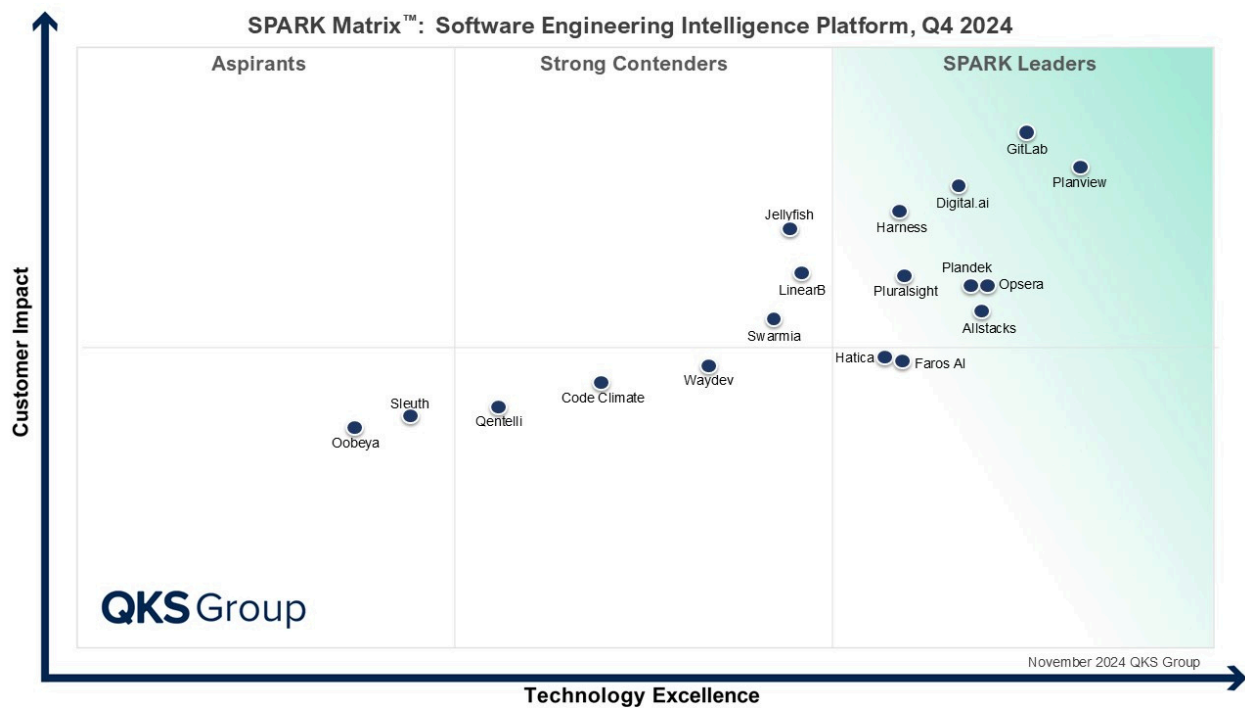 SPARK Matrix™: Software Engineering Intelligence Platform, Q4 2024
Aspirants
Strong Contenders
SPARK Leaders
GitLab
Planview
Digital.ai
Jellyfish
Harness
Plandek
LinearB
Pluralsight
Opsera
Swarmia
Allstacks
Hatica
Faros AI
Waydev
Code Climate
Sleuth
Qentelli
Oobeya
Customer Impact
QKS Group
November 2024 QKS Group
Technology Excellence